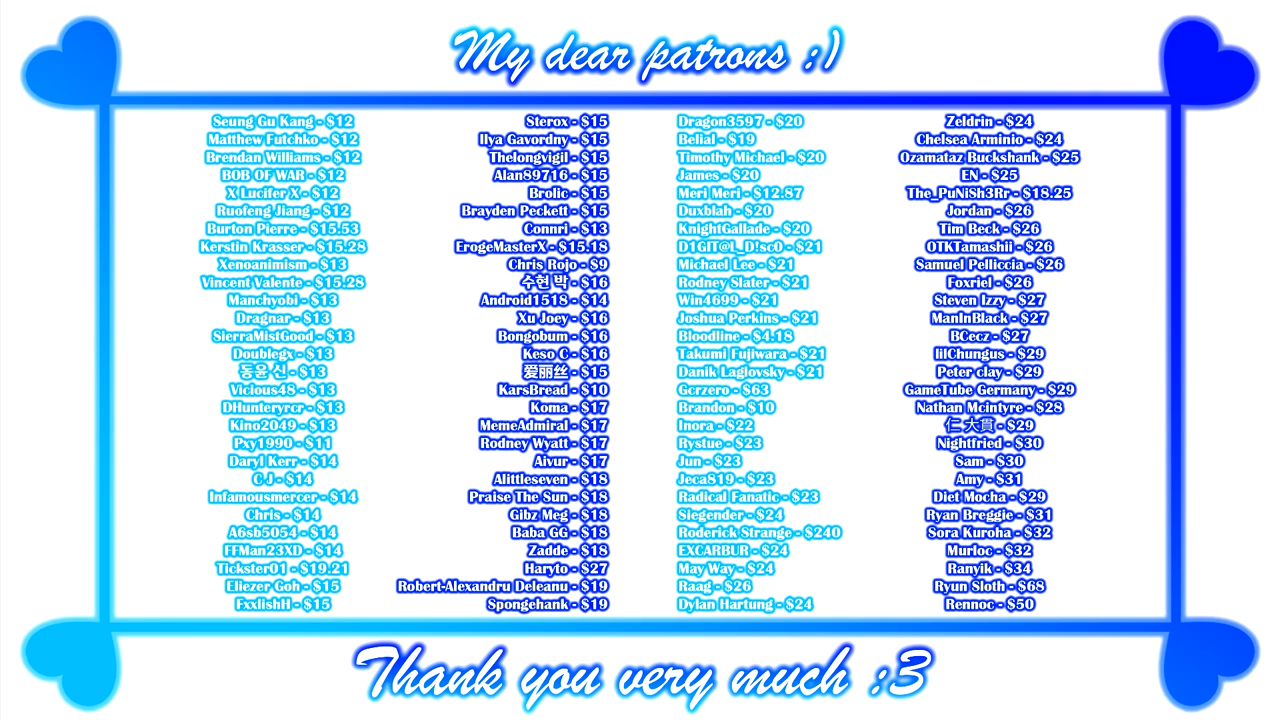 My dear patrons :)
Seung Gu Kang - $12
Matthew Futchko - $12
Brendan Williams - $12
BOB OF WAR - $12
X Lucifer X - $12
Ruofeng Jiang - $12
Burton Pierre - $15.53
Kerstin Krasser - $15.28
Xenoanimism - $13
Vincent Valente - $15.28
Manchyobi - $13
Dragnar - $13
SierraMistGood - $13
Doublegx - $13
동윤 신 - $13
Vicious48 - $13
DHunteryrcr - $13
Kino2049 - $13
Pxy1990 - $11
Daryl Kerr - $14
C J - $14
Infamousmercer - $14
Chris - $14
A6sb5054 - $14
FFMan23XD - $14
Tickster01 - $19.21
Eliezer Goh - $15
FxxlishH - $15
Sterox - $15
Ilya Gavordny - $15
Thelongvigil - $15
Alan89716 - $15
Brolic - $15
Brayden Peckett - $15
Connri - $13
ErogeMasterX - $15.18
Chris Rojo - $9
수현 박 - $16
Android1518 - $14
Xu Joey - $16
Bongobum - $16
Keso C - $16
爱丽丝 - $15
KarsBread - $10
Koma - $17
MemeAdmiral - $17
Rodney Wyatt - $17
Aivur - $17
Alittleseven - $18
Praise The Sun - $18
Gibz Meg - $18
Baba GG - $18
Zadde - $18
Haryto - $27
Robert-Alexandru Deleanu - $19
Spongehank - $19
Dragon3597 - $20
Belial - $19
Timothy Michael - $20
James - $20
Meri Meri - $12.87
Duxblah - $20
KnightGallade - $20
D1GIT@L_D!sc0 - $21
Michael Lee - $21
Rodney Slater - $21
Win4699 - $21
Joshua Perkins - $21
Bloodline - $4.18
Takumi Fujiwara - $21
Danik Laglovsky - $21
Gcrzero - $63
Brandon - $10
Inora - $22
Rystue - $23
Jun - $23
Jeca819 - $23
Radical Fanatic - $23
Siegender - $24
Roderick Strange - $240
EXCARBUR - $24
May Way - $24
Raag - $26
Dylan Hartung - $24
Zeldrin - $24
Chelsea Arminio - $24
Ozamataz Buckshank - $25
EN - $25
The_PuNiSh3Rr - $18.25
Jordan - $26
Tim Beck - $26
OTKTamashii - $26
Samuel Pelliccia - $26
Foxriel - $26
Steven Izzy - $27
ManInBlack - $27
BCecz - $27
lilChungus - $29
Peter clay - $29
GameTube Germany - $29
Nathan Mcintyre - $28
仁 大貫 - $29
Nightfried - $30
Sam - $30
Amy - $31
Diet Mocha - $29
Ryan Breggie - $31
Sora Kuroha - $32
Murloc - $32
Ranyik - $34
Ryun Sloth - $68
Rennoc - $50
Thank you very much :3